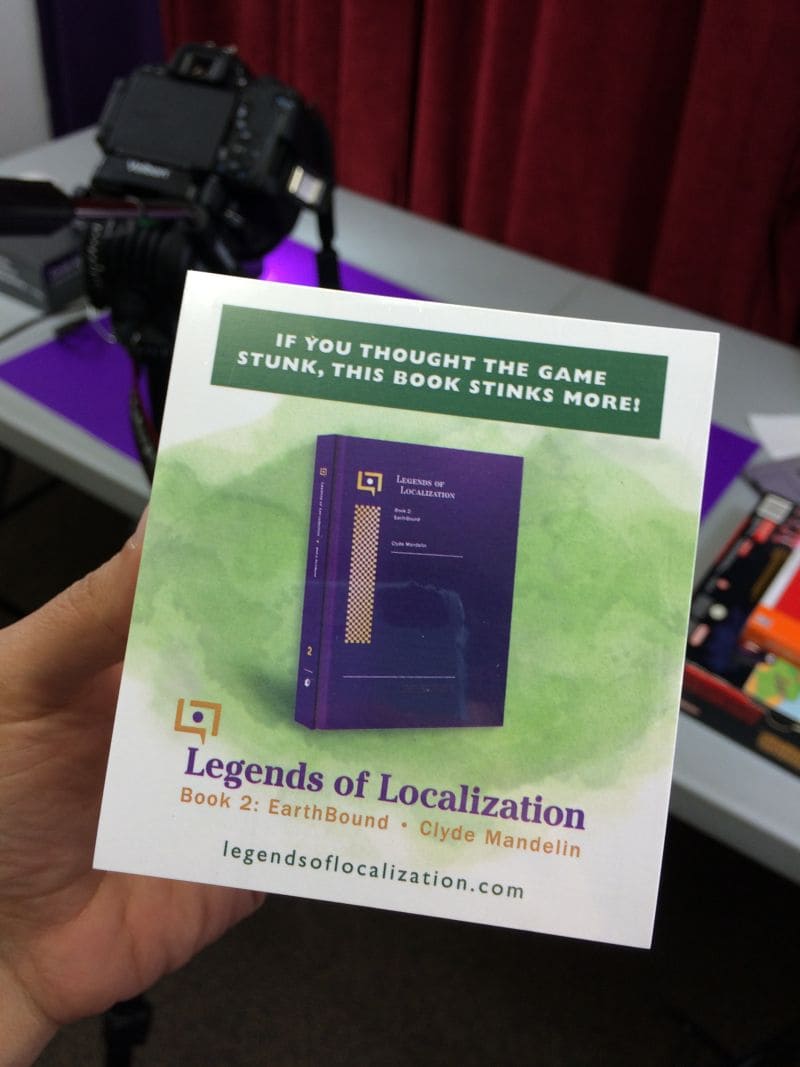 IF YOU THOUGHT THE GAME
STUNK, THIS BOOK STINKS MORE!
LEGENDS OF
LOCALIZATION
Book 2:
EarthBound
Clyde Mandelin
2
Legends of Localization
Book 2: EarthBound • Clyde Mandelin
legendsoflocalization.com